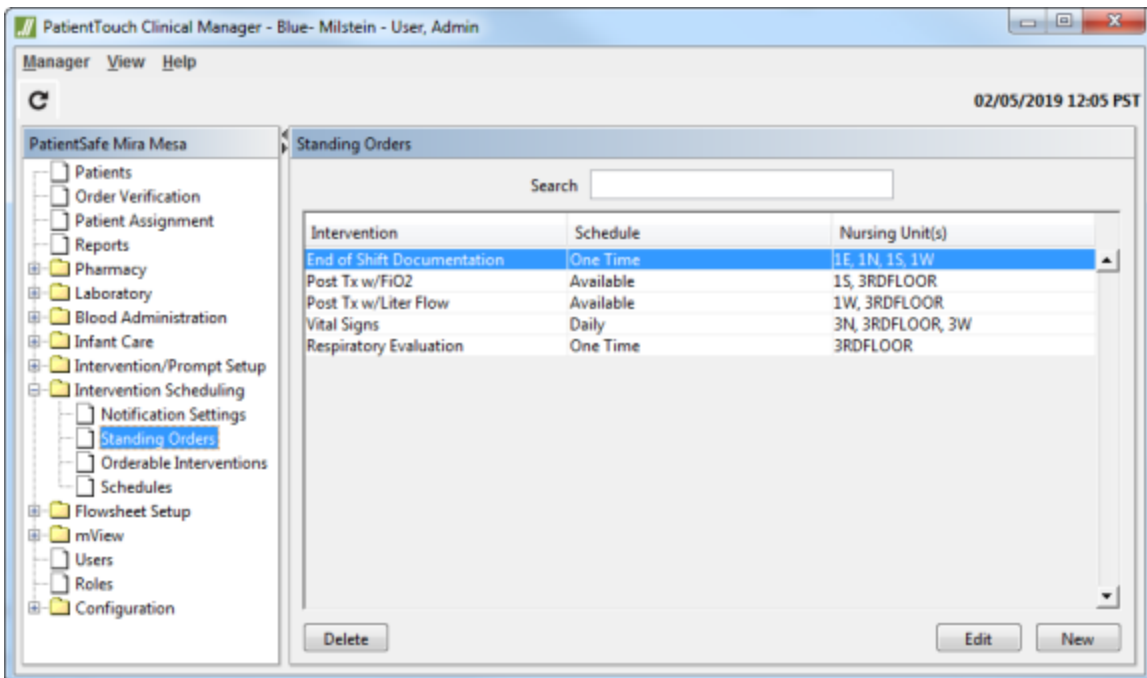 PatientTouch Clinical Manager - Blue- Milstein - User, Admin
Manager View Help
02/05/2019 12:05 PST
PatientSafe Mira Mesa
Patients
Order Verification
Patient Assignment
Reports
Pharmacy
Laboratory
Blood Administration
Infant Care
Intervention/Prompt Setup
Intervention Scheduling
Notification Settings
Standing Orders
Orderable Interventions
Schedules
Flowsheet Setup
mView
Users
Roles
Configuration
Standing Orders
Search
Intervention Schedule Nursing Unit(s)
End of Shift Documentation One Time 1E, 1N, 1S, 1W
Post Tx w/FiO2 Available 1S, 3RDFLOOR
Post Tx w/Liter Flow Available 1W, 3RDFLOOR
Vital Signs Daily 3N, 3RDFLOOR, 3W
Respiratory Evaluation One Time 3RDFLOOR
Delete Edit New